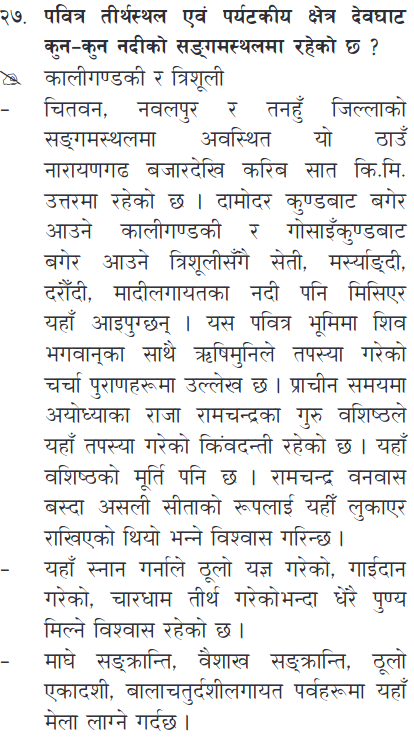 २७. पवित्र तीर्थस्थल एवं पर्यटकीय क्षेत्र देवघाट
कुन-कुन नदीको सङ्गमस्थलमा रहेको छ ?
कालीगण्डकी र त्रिशूली
- चितवन, नवलपुर र तनहुँ जिल्लाको
सङ्गमस्थलमा अवस्थित यो ठाउँ
नारायणगढ बजारदेखि करिब सात कि.मि.
उत्तरमा रहेको छ । दामोदर कुण्डबाट बगेर
आउने कालीगण्डकी र गोसाइँकुण्डबाट
बगेर आउने त्रिशूलीसँगै सेती, मर्स्याङ्दी,
दरौँदी, मादीलगायतका नदी पनि मिसिएर
यहाँ आइपुग्छन् । यस पवित्र भूमिमा शिव
भगवान्‌का साथै ऋषिमुनिले तपस्या गरेको
चर्चा पुराणहरूमा उल्लेख छ । प्राचीन समयमा
अयोध्याका राजा रामचन्द्रका गुरु वशिष्ठले
यहाँ तपस्या गरेको किंवदन्ती रहेको छ । यहाँ
वशिष्ठको मूर्ति पनि छ । रामचन्द्र वनवास
बस्दा असली सीताको रूपलाई यहीँ लुकाएर
राखिएको थियो भन्ने विश्वास गरिन्छ ।
- यहाँ स्नान गर्नाले ठूलो यज्ञ गरेको, गाईदान
गरेको, चारधाम तीर्थ गरेकोभन्दा धेरै पुण्य
मिल्ने विश्वास रहेको छ ।
- माघे सङ्क्रान्ति, वैशाख सङ्क्रान्ति, ठूलो
एकादशी, बालाचतुर्दशीलगायत पर्वहरूमा यहाँ
मेला लाग्ने गर्दछ ।